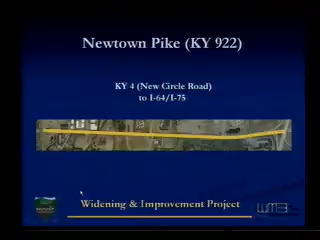 Newtown Pike (KY 922)
KY 4 (New Circle Road)
to I-64/I-75
Widening & Improvement Project